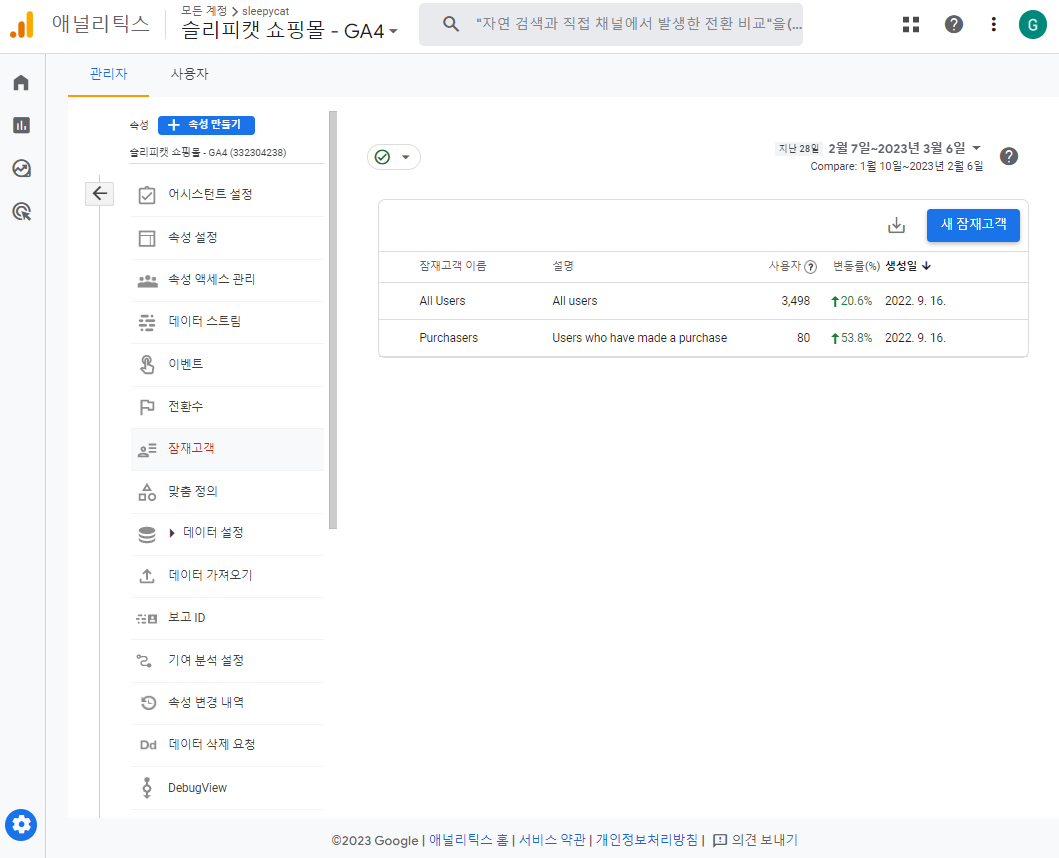 애널리틱스
모든 계정 > sleepycat
슬리피캣 쇼핑몰 - GA4
"자연 검색과 직접 채널에서 발생한 전환 비교"을(...
G
관리자 사용자
속성 + 속성 만들기
슬리피캣 쇼핑몰 - GA4 (332304238)
어시스턴트 설정
속성 설정
속성 액세스 관리
데이터 스트림
이벤트
전환수
잠재고객
맞춤 정의
데이터 설정
데이터 가져오기
보고 ID
기여 분석 설정
속성 변경 내역
Dd 데이터 삭제 요청
DebugView
지난 28일 2월 7일~2023년 3월 6일
Compare: 1월 10일~2023년 2월 6일
새 잠재고객
잠재고객 이름 설명 사용자 변동률(%) 생성일
All Users All users 3,498 20.6% 2022. 9. 16.
Purchasers Users who have made a purchase 80 53.8% 2022. 9. 16.
©2023 Google | 애널리틱스 홈 | 서비스 약관 | 개인정보처리방침 | 의견 보내기